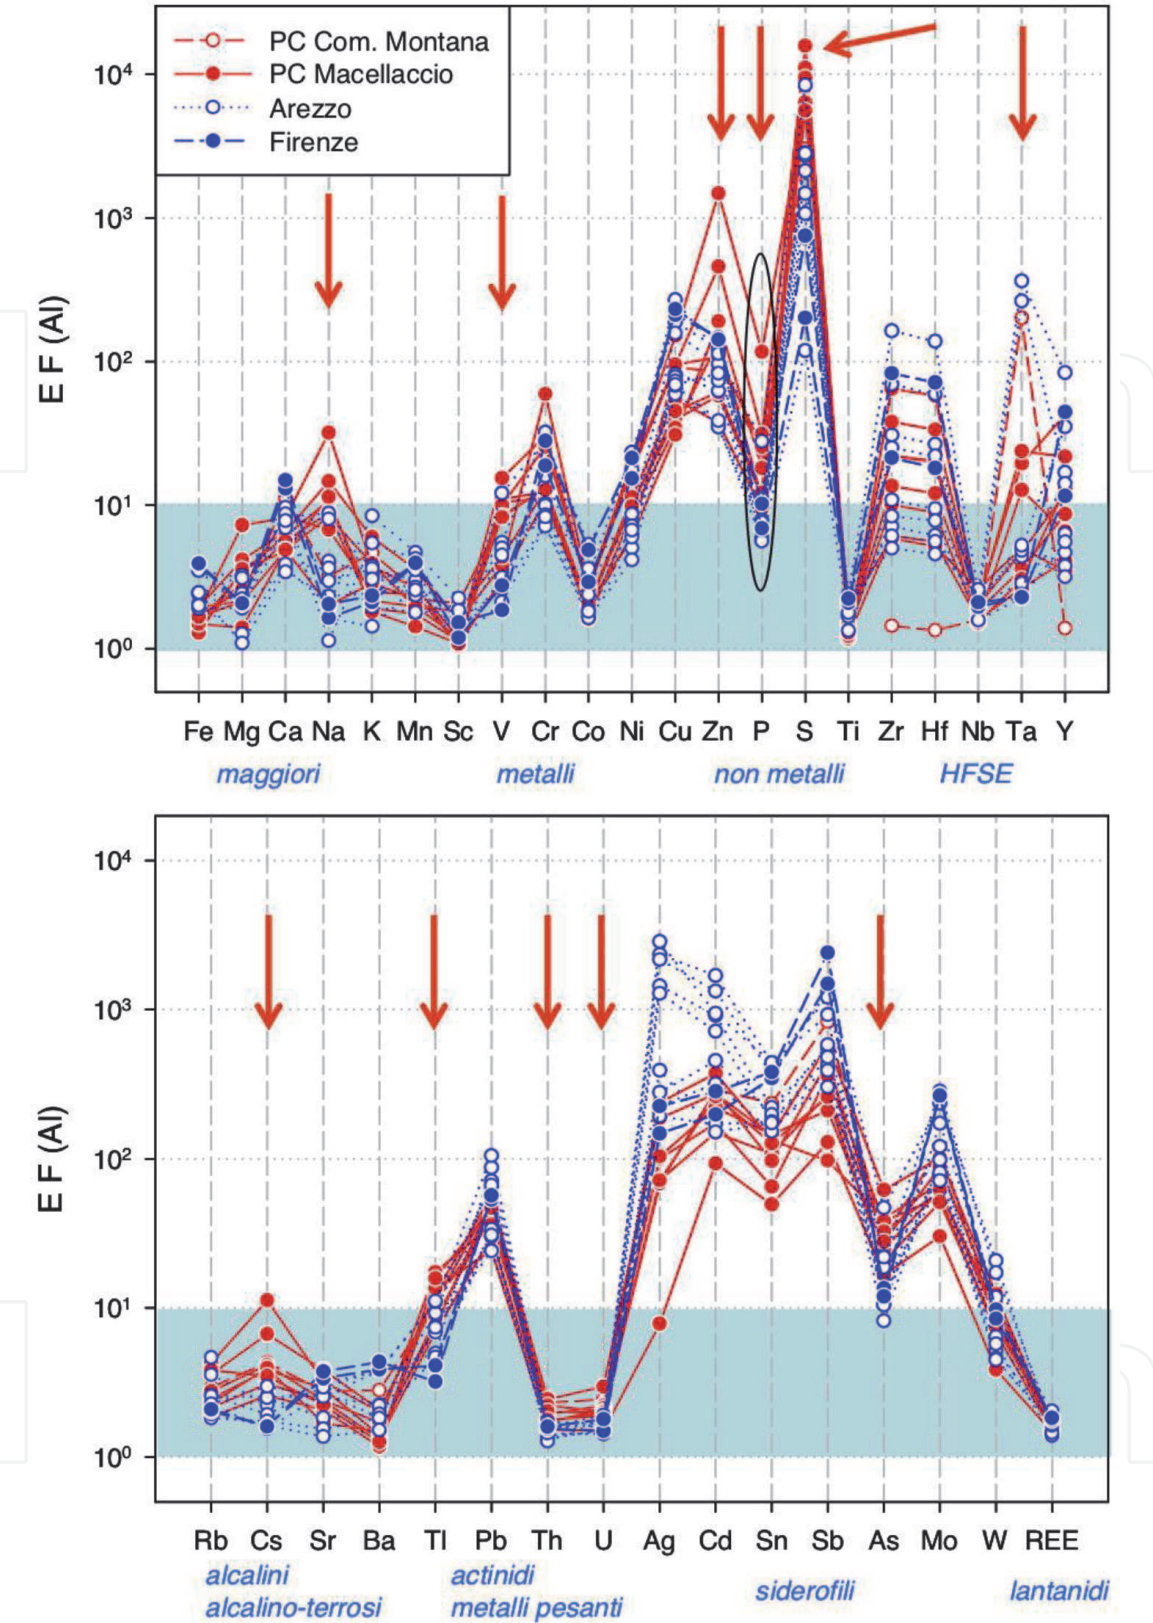 PC Com. Montana
PC Macellaccio
Arezzo
Firenze
10⁴
10³
10²
10¹
10⁰
E F (Al)
Fe Mg Ca Na K Mn Sc V Cr Co Ni Cu Zn P S Ti Zr Hf Nb Ta Y
maggiori metalli non metalli HFSE
10⁴
10³
10²
10¹
10⁰
E F (Al)
Rb Cs Sr Ba Tl Pb Th U Ag Cd Sn Sb As Mo W REE
alcalini actinidi
alcalino-terrosi metalli pesanti siderofili lantanidi